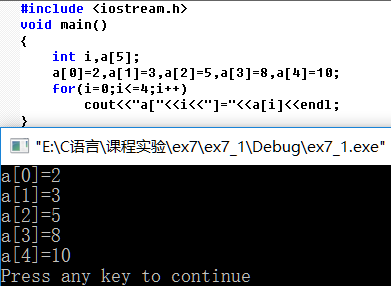 #include <iostream.h>
void main()
{
    int i,a[5];
    a[0]=2,a[1]=3,a[2]=5,a[3]=8,a[4]=10;
    for(i=0;i<=4;i++)
        cout<<"a["<<i<<"]="<<a[i]<<endl;
}
"E:\C语言\课程实验\ex7\ex7_1\Debug\ex7_1.exe"
a[0]=2
a[1]=3
a[2]=5
a[3]=8
a[4]=10
Press any key to continue